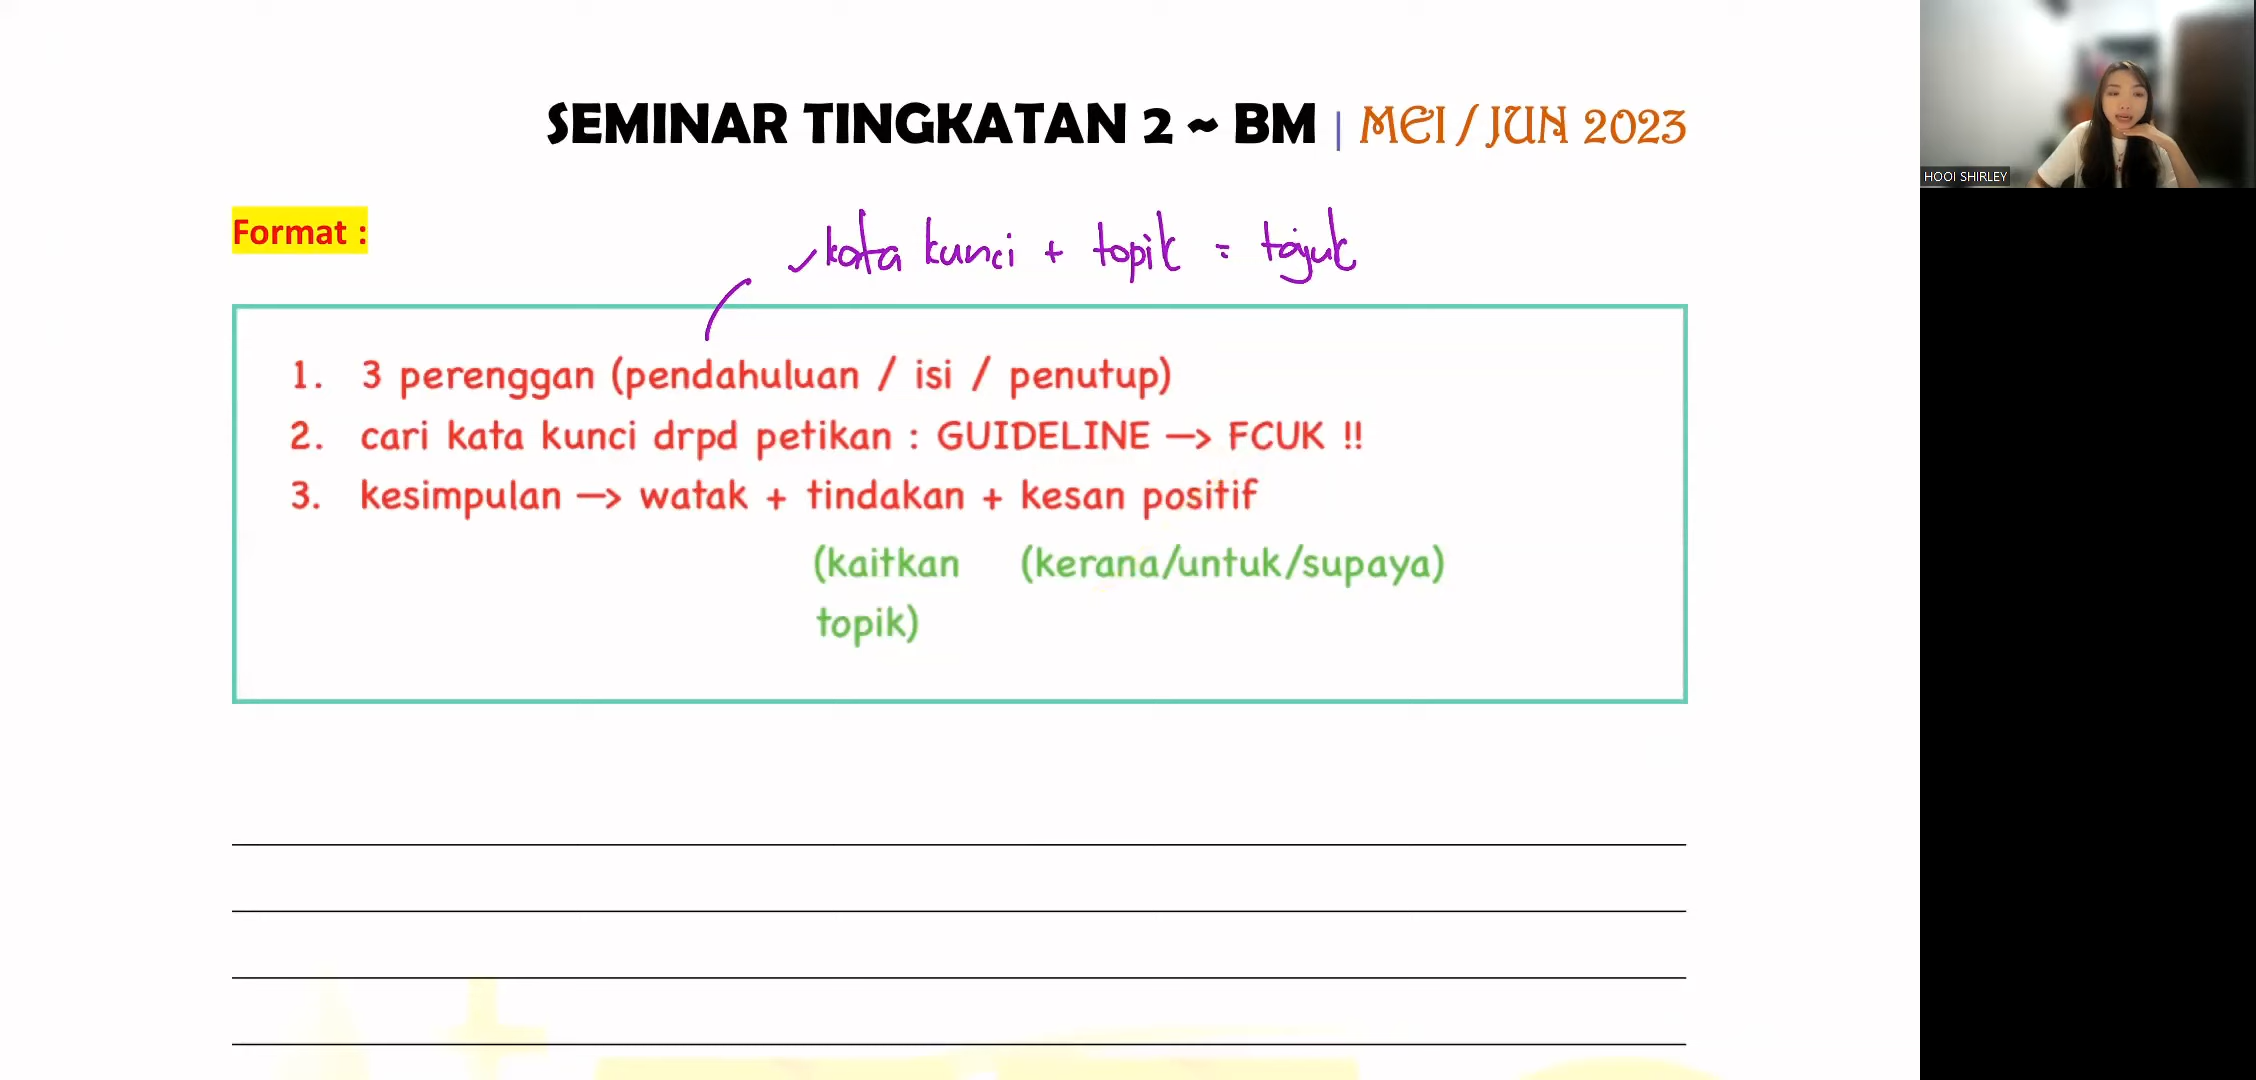 SEMINAR TINGKATAN 2 ~ BM | MEI / JUN 2023
HOOI SHIRLEY
Format :
kata kunci + topik = tajuk
1. 3 perenggan (pendahuluan / isi / penutup)
2. cari kata kunci drpd petikan : GUIDELINE —> FCUK !!
3. kesimpulan —> watak + tindakan + kesan positif
(kaitkan (kerana/untuk/supaya)
topik)